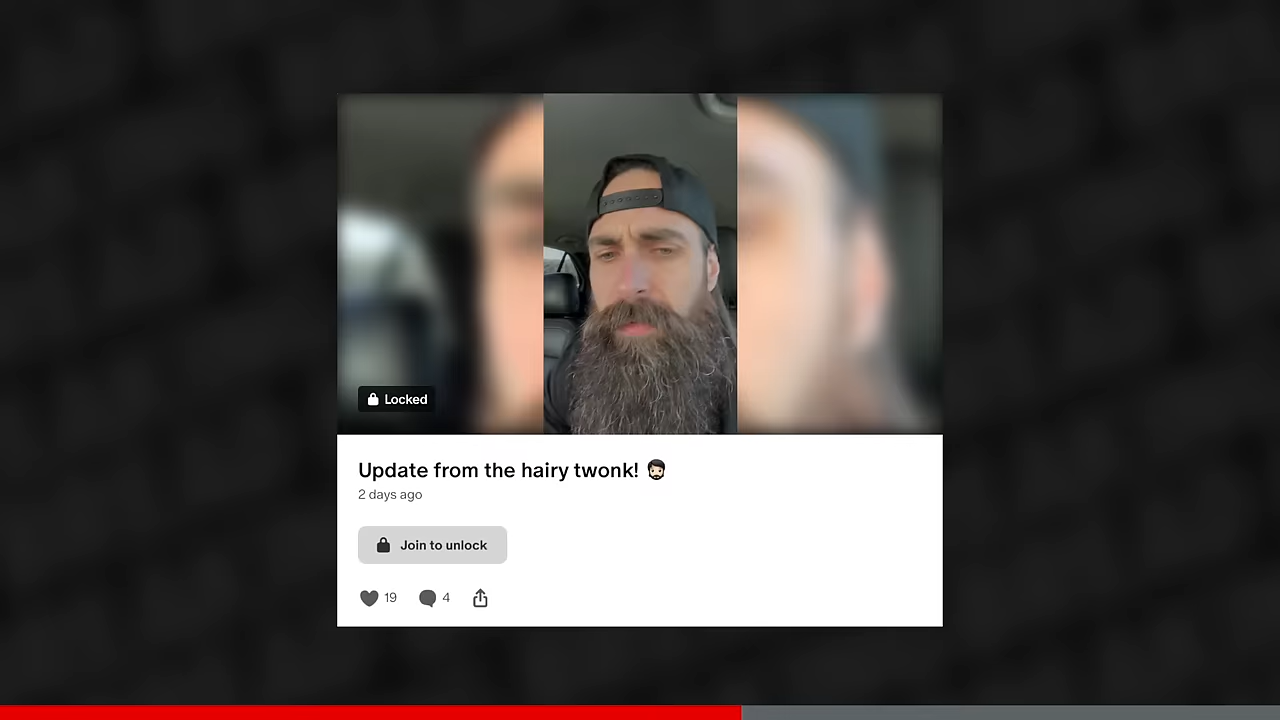 Locked
Update from the hairy twonk! 🧔🏻
2 days ago
Join to unlock
19 4